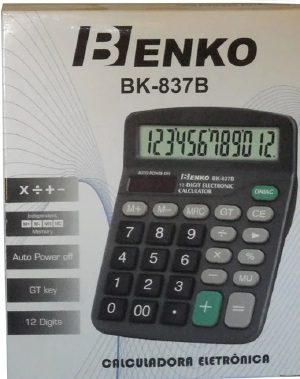 BENKO
BK-837B
123456789012.
AUTO POWER OFF
BENKO BK-837B
12-DIGIT ELECTRONIC
CALCULATOR
ON/AC
M+ M- MRC GT CE
7 8 9 ÷ ▶
4 5 6 × %
1 2 3 − MU
0 00 · + =
× ÷ + −
Independent
M+ M- MR MC
Memory
Auto Power off
GT key
12 Digits
CALCULADORA ELETRÔNICA